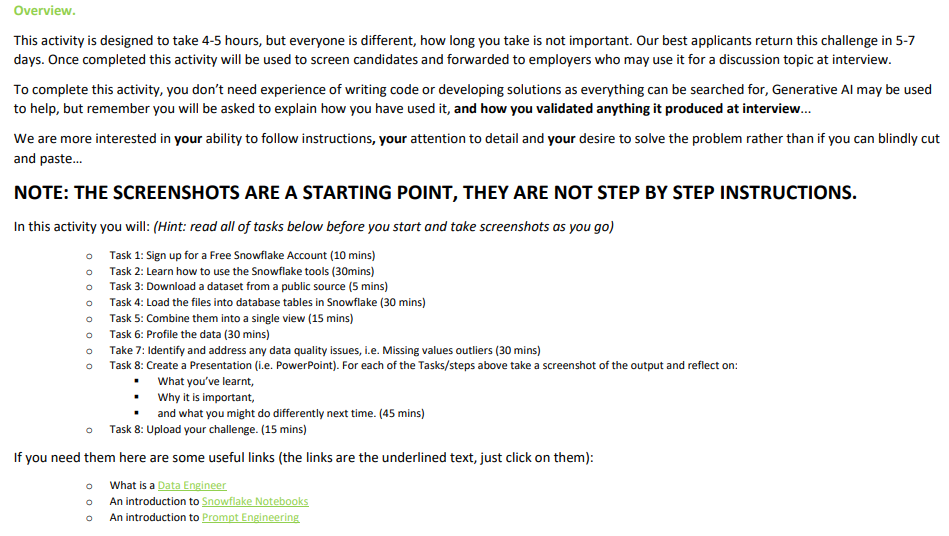 Overview.
This activity is designed to take 4-5 hours, but everyone is different, how long you take is not important. Our best applicants return this challenge in 5-7
days. Once completed this activity will be used to screen candidates and forwarded to employers who may use it for a discussion topic at interview.
To complete this activity, you don't need experience of writing code or developing solutions as everything can be searched for, Generative AI may be used
to help, but remember you will be asked to explain how you have used it, and how you validated anything it produced at interview...
We are more interested in your ability to follow instructions, your attention to detail and your desire to solve the problem rather than if you can blindly cut
and paste...
NOTE: THE SCREENSHOTS ARE A STARTING POINT, THEY ARE NOT STEP BY STEP INSTRUCTIONS.
In this activity you will: (Hint: read all of tasks below before you start and take screenshots as you go)
o Task 1: Sign up for a Free Snowflake Account (10 mins)
o Task 2: Learn how to use the Snowflake tools (30mins)
o Task 3: Download a dataset from a public source (5 mins)
o Task 4: Load the files into database tables in Snowflake (30 mins)
o Task 5: Combine them into a single view (15 mins)
o Task 6: Profile the data (30 mins)
o Take 7: Identify and address any data quality issues, i.e. Missing values outliers (30 mins)
o Task 8: Create a Presentation (i.e. PowerPoint). For each of the Tasks/steps above take a screenshot of the output and reflect on:
▪ What you've learnt,
▪ Why it is important,
▪ and what you might do differently next time. (45 mins)
o Task 8: Upload your challenge. (15 mins)
If you need them here are some useful links (the links are the underlined text, just click on them):
o What is a Data Engineer
o An introduction to Snowflake Notebooks
o An introduction to Prompt Engineering